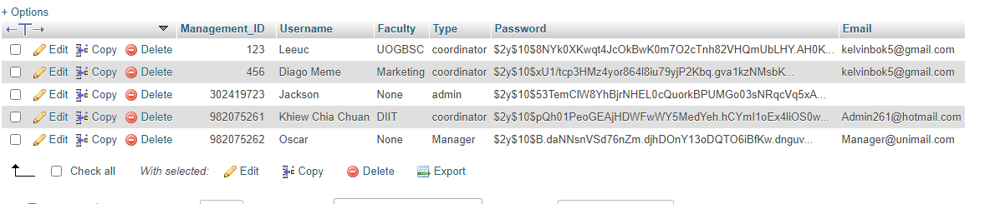 + Options
Management_ID Username Faculty Type Password Email
Edit Copy Delete 123 Leeuc UOGBSC coordinator $2y$10$8NYk0XKwqt4JcOkBwK0m7O2cTnh82VHQmUbLHY.AH0K... kelvinbok5@gmail.com
Edit Copy Delete 456 Diago Meme Marketing coordinator $2y$10$xU1/tcp3HMz4yor864l8iu79yjP2Kbq.gva1kzNMsbK... kelvinbok5@gmail.com
Edit Copy Delete 302419723 Jackson None admin $2y$10$53TemClW8YhBjrNHEL0cQuorkBPUMGo03sNRqcVq5xA...
Edit Copy Delete 982075261 Khiew Chia Chuan DIIT coordinator $2y$10$pQh01PeoGEAjHDWFwWY5MedYeh.hCYmI1oEx4liOS0w... Admin261@hotmail.com
Edit Copy Delete 982075262 Oscar None Manager $2y$10$B.daNNsnVSd76nZm.djhDOnY13oDQTO6iBfKw.dnguv... Manager@unimail.com
Check all With selected: Edit Copy Delete Export